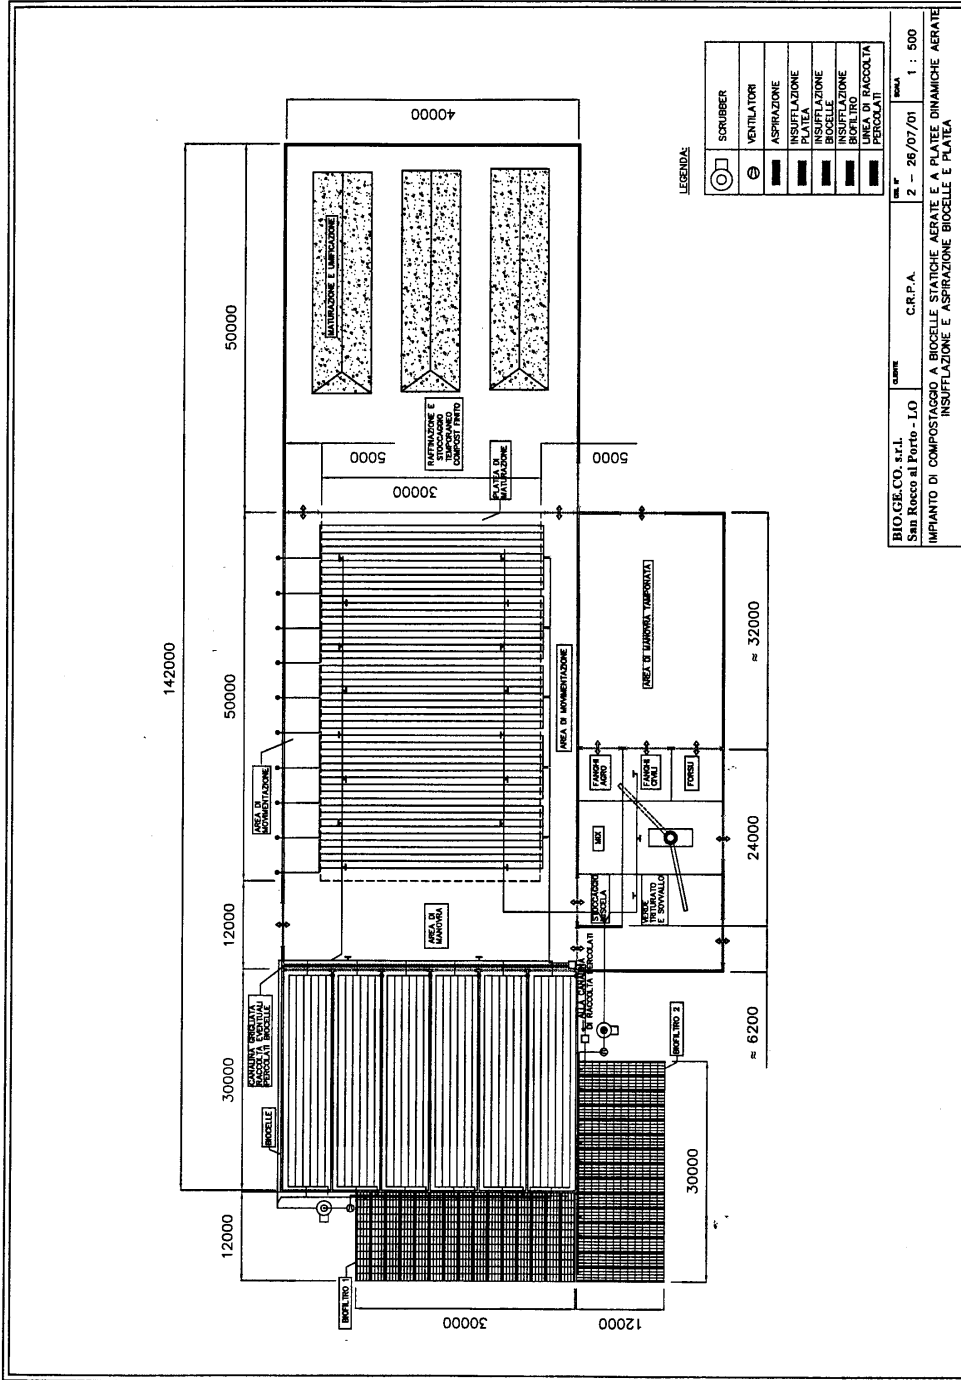 LEGENDA:
SCRUBBER
VENTILATORI
ASPIRAZIONE
INSUFFLAZIONE
PLATEA
INSUFFLAZIONE
BIOCELLE
INSUFFLAZIONE
BIOFILTRO
LINEA DI RACCOLTA
PERCOLATI
BIO.GE.CO. s.r.l.
San Rocco al Porto - LO
CLIENTE
C.R.P.A.
DIS. N°
2 - 26/07/01
SCALA
1 : 500
IMPIANTO DI COMPOSTAGGIO A BIOCELLE STATICHE AERATE E A PLATEE DINAMICHE AERATE
INSUFFLAZIONE E ASPIRAZIONE BIOCELLE E PLATEA
142000
12000
30000
12000
50000
50000
40000
BIOCELLE
CANALINA GRIGLIATA
RACCOLTA EVENTUALI
PERCOLATI BIOCELLE
AREA DI
MOVIMENTAZIONE
MATURAZIONE E UMIFICAZIONE
5000
30000
5000
RAFFINAZIONE E
STOCCAGGIO
TEMPORANEO
COMPOST FINITO
PLATEA DI
MATURAZIONE
AREA DI
MANOVRA
AREA DI MOVIMENTAZIONE
BIOFILTRO 1
30000
12000
ALLA CANALINA
DI RACCOLTA PERCOLATI
STOCCAGGIO
MISCELA
MIX
FANGHI
AGRO
FANGHI
CIVILI
FORSU
VERDE
TRITURATO
E SOVVALLO
AREA DI MANOVRA TAMPONATA
BIOFILTRO 2
30000
≈ 6200
24000
≈ 32000